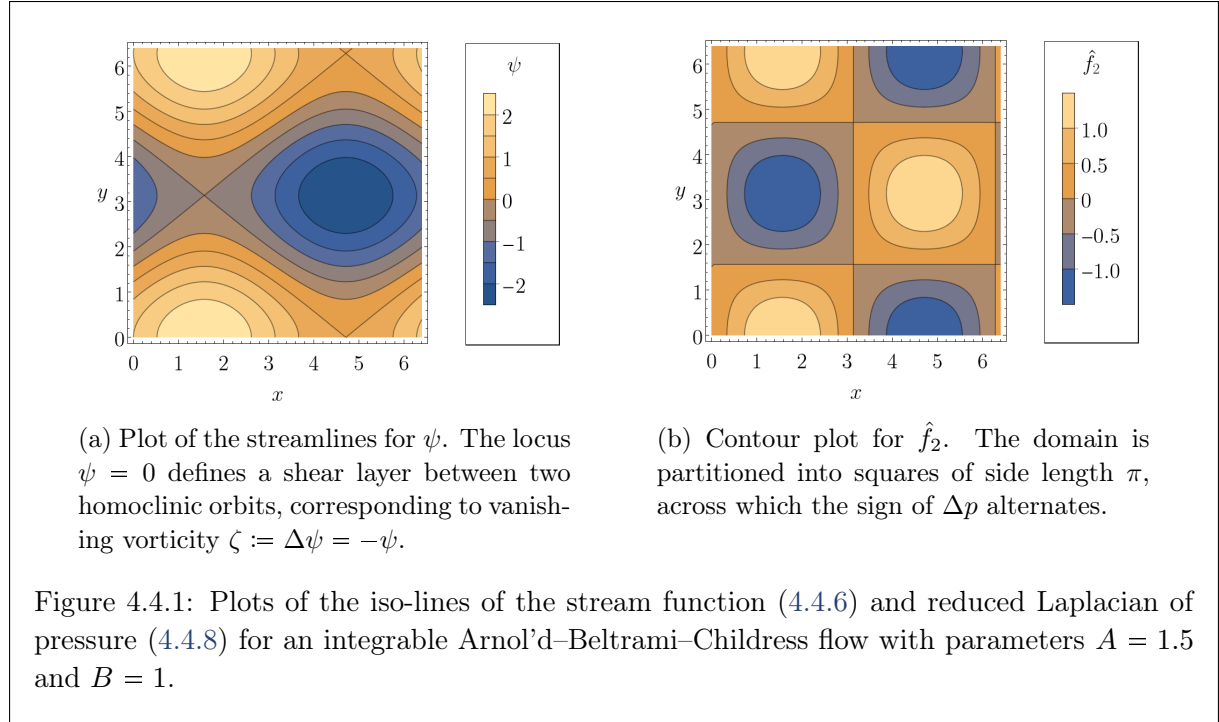 6
5
4
y 3
2
1
0
0 1 2 3 4 5 6
x
ψ
2
1
0
−1
−2
6
5
4
y 3
2
1
0
0 1 2 3 4 5 6
x
f̂₂
1.0
0.5
0
−0.5
−1.0
(a) Plot of the streamlines for ψ. The locus
ψ = 0 defines a shear layer between two
homoclinic orbits, corresponding to vanish-
ing vorticity ζ := Δψ = −ψ.
(b) Contour plot for f̂₂. The domain is
partitioned into squares of side length π,
across which the sign of Δp alternates.
Figure 4.4.1: Plots of the iso-lines of the stream function (4.4.6) and reduced Laplacian of
pressure (4.4.8) for an integrable Arnol'd–Beltrami–Childress flow with parameters A = 1.5
and B = 1.